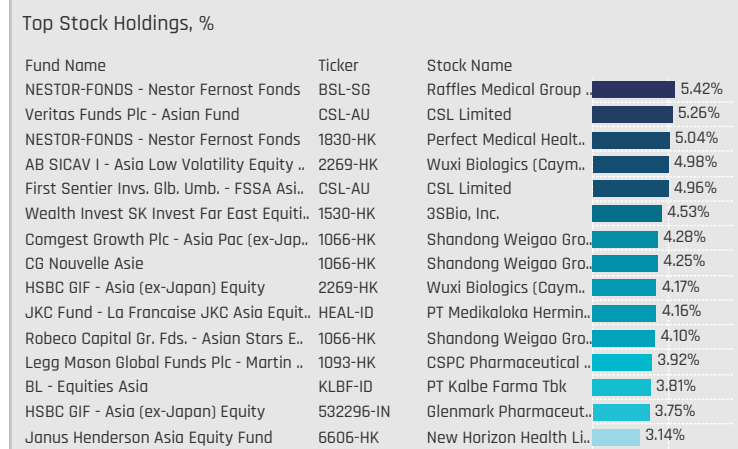 Top Stock Holdings, %
Fund Name Ticker Stock Name
NESTOR-FONDS - Nestor Fernost Fonds BSL-SG Raffles Medical Group .. 5.42%
Veritas Funds Plc - Asian Fund CSL-AU CSL Limited 5.26%
NESTOR-FONDS - Nestor Fernost Fonds 1830-HK Perfect Medical Healt.. 5.04%
AB SICAV I - Asia Low Volatility Equity .. 2269-HK Wuxi Biologics (Caym.. 4.98%
First Sentier Invs. Glb. Umb. - FSSA Asi.. CSL-AU CSL Limited 4.96%
Wealth Invest SK Invest Far East Equiti.. 1530-HK 3SBio, Inc. 4.53%
Comgest Growth Plc - Asia Pac (ex-Jap.. 1066-HK Shandong Weigao Gro.. 4.28%
CG Nouvelle Asie 1066-HK Shandong Weigao Gro.. 4.25%
HSBC GIF - Asia (ex-Japan) Equity 2269-HK Wuxi Biologics (Caym.. 4.17%
JKC Fund - La Francaise JKC Asia Equit.. HEAL-ID PT Medikaloka Hermin.. 4.16%
Robeco Capital Gr. Fds. - Asian Stars E.. 1066-HK Shandong Weigao Gro.. 4.10%
Legg Mason Global Funds Plc - Martin .. 1093-HK CSPC Pharmaceutical .. 3.92%
BL - Equities Asia KLBF-ID PT Kalbe Farma Tbk 3.81%
HSBC GIF - Asia (ex-Japan) Equity 532296-IN Glenmark Pharmaceut.. 3.75%
Janus Henderson Asia Equity Fund 6606-HK New Horizon Health Li.. 3.14%